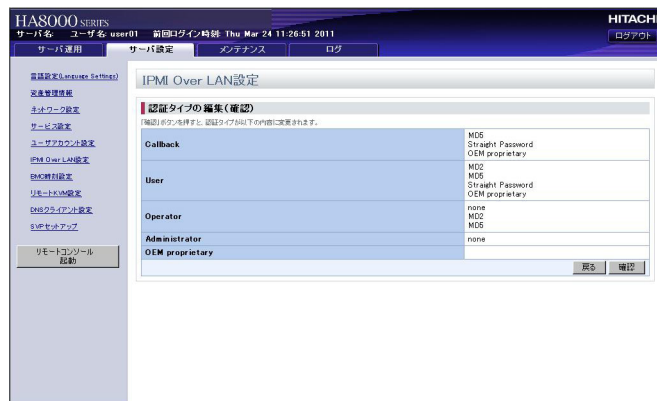 HA8000 SERIES
HITACHI
サーバ名: ユーザ名: user01 前回ログイン時刻: Thu Mar 24 11:26:51 2011
ログアウト
サーバ運用 サーバ設定 メンテナンス ログ
言語設定(Language Settings)
資産管理情報
ネットワーク設定
サービス設定
ユーザアカウント設定
IPMI Over LAN設定
BMC時刻設定
リモートKVM設定
DNSクライアント設定
SVPセットアップ
リモートコンソール
起動
IPMI Over LAN設定
認証タイプの編集(確認)
「確認」ボタンを押すと、認証タイプが以下の内容に変更されます。
Callback
MD5
Straight Password
OEM proprietary
User
MD2
MD5
Straight Password
OEM proprietary
Operator
none
MD2
MD5
Administrator
none
OEM proprietary
戻る 確認